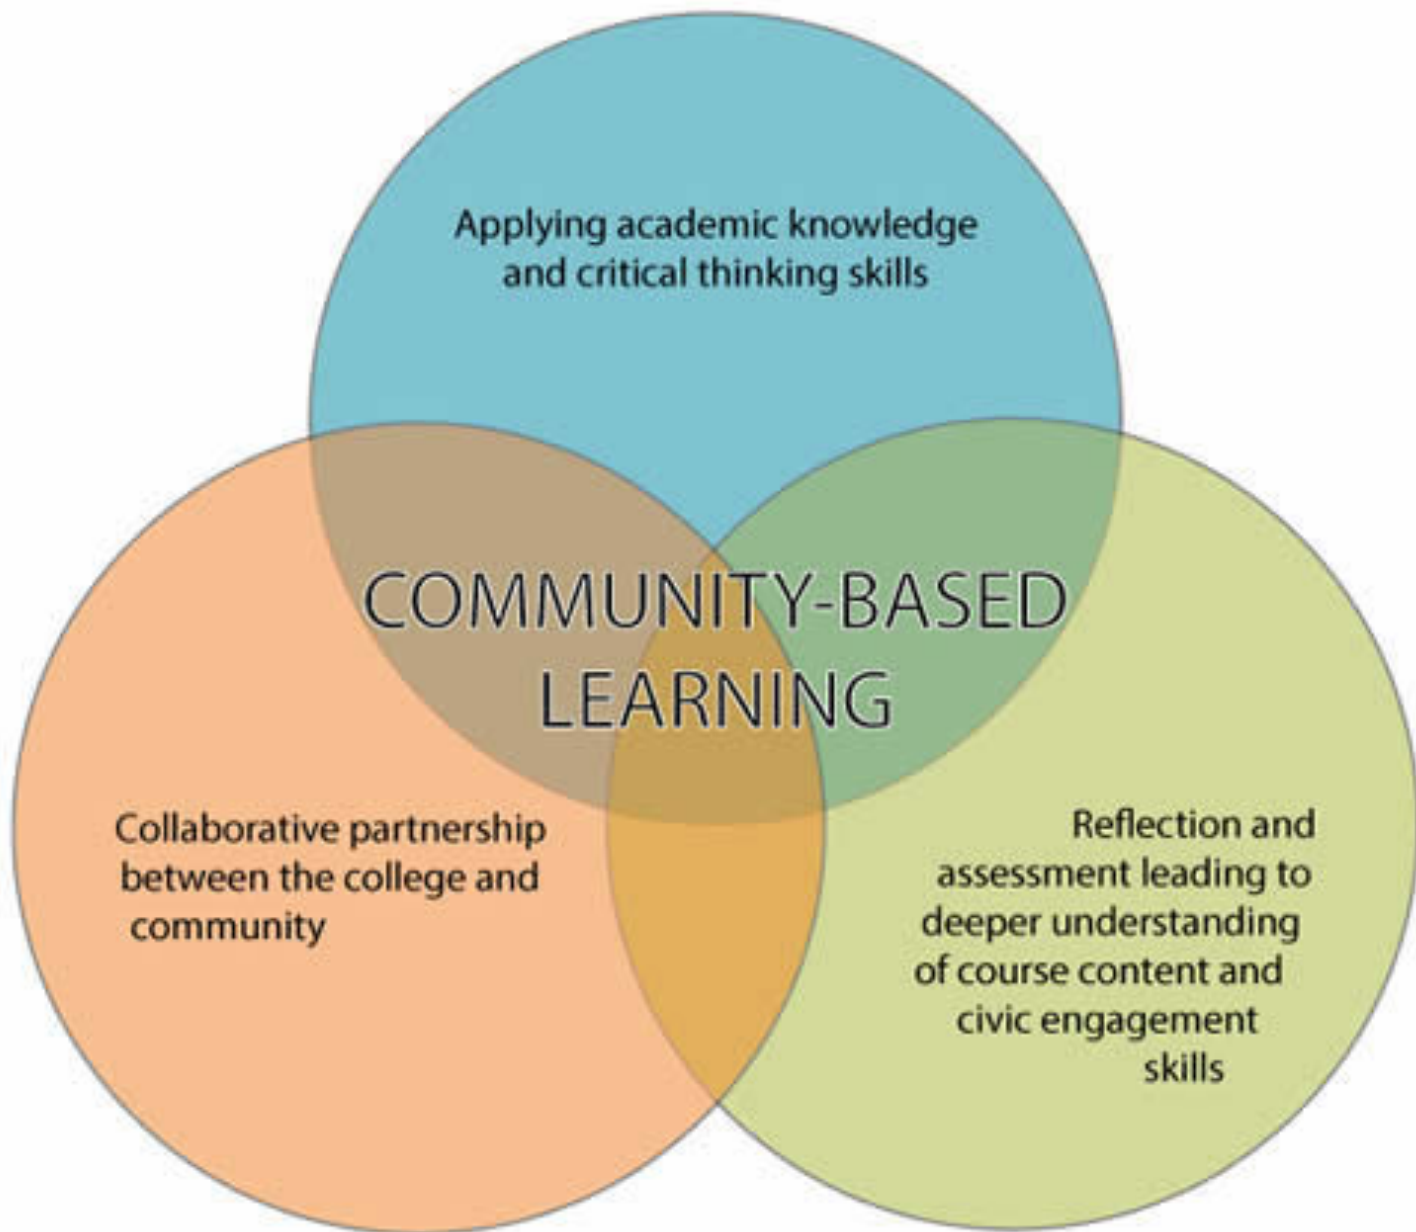 Applying academic knowledge
and critical thinking skills
COMMUNITY-BASED
LEARNING
Collaborative partnership
between the college and
community
Reflection and
assessment leading to
deeper understanding
of course content and
civic engagement
skills